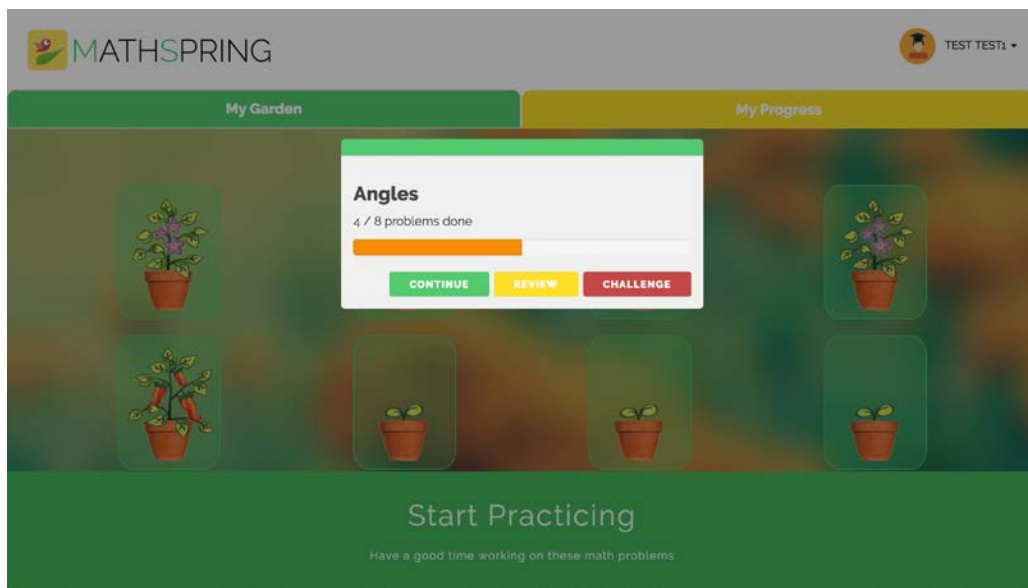 MATHSPRING
TEST TEST1
My Garden
My Progress
Angles
4 / 8 problems done
CONTINUE
REVIEW
CHALLENGE
Start Practicing
Have a good time working on these math problems